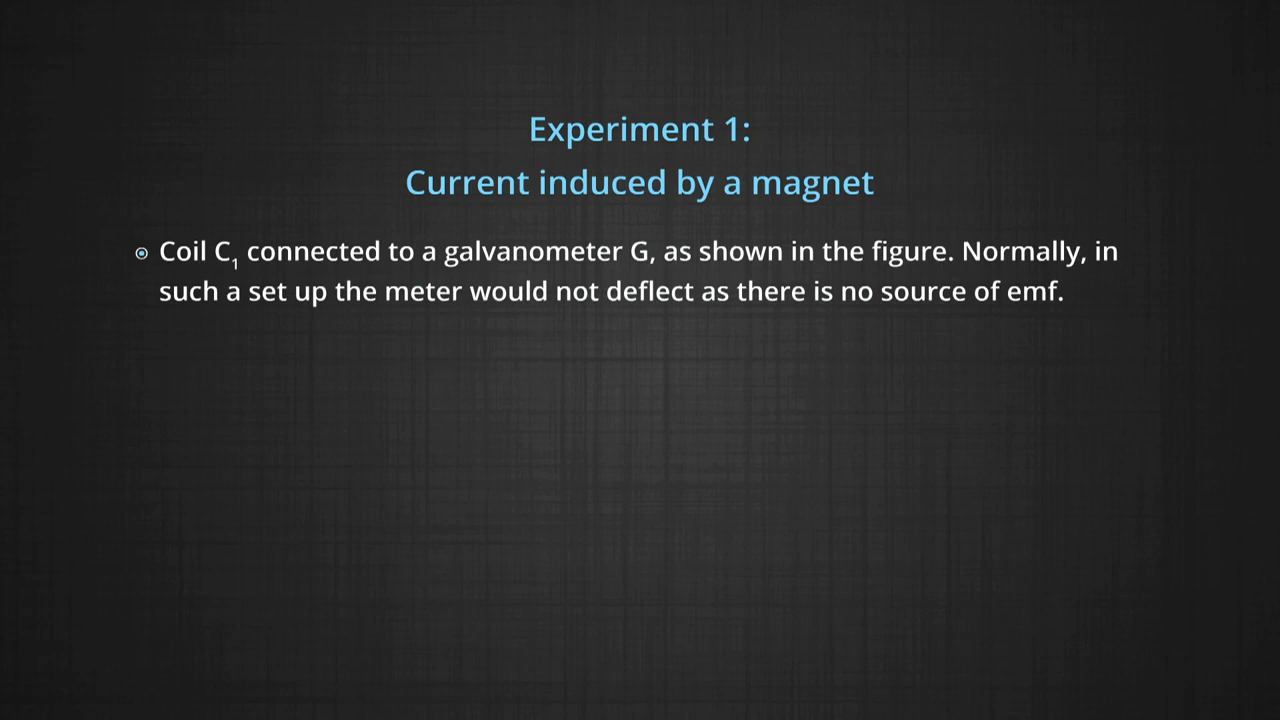 Experiment 1:
Current induced by a magnet
Coil C₁ connected to a galvanometer G, as shown in the figure. Normally, in
such a set up the meter would not deflect as there is no source of emf.